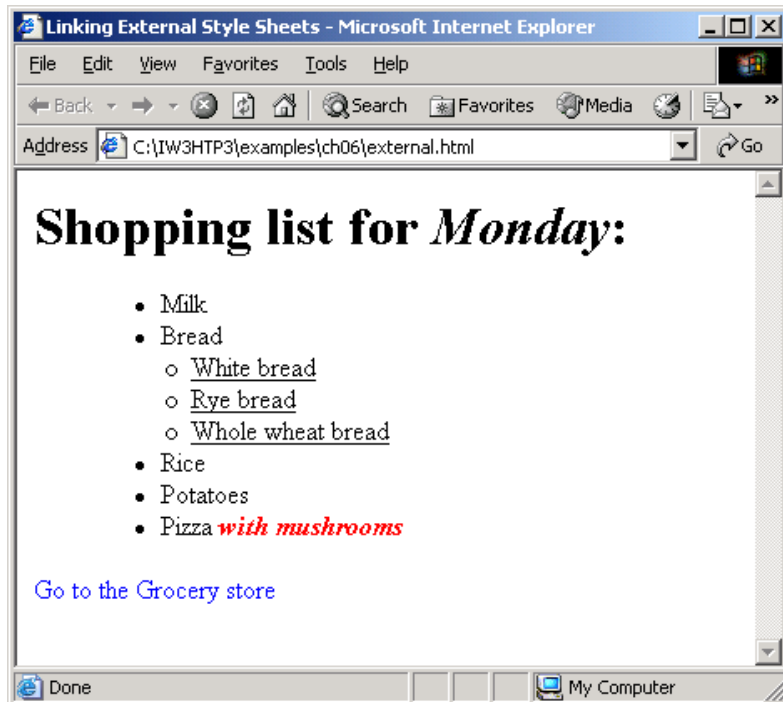 Linking External Style Sheets - Microsoft Internet Explorer
File Edit View Favorites Tools Help
Back Search Favorites Media »
Address C:\IW3HTP3\examples\ch06\external.html Go
Shopping list for Monday:
Milk
Bread
White bread
Rye bread
Whole wheat bread
Rice
Potatoes
Pizza with mushrooms
Go to the Grocery store
Done My Computer